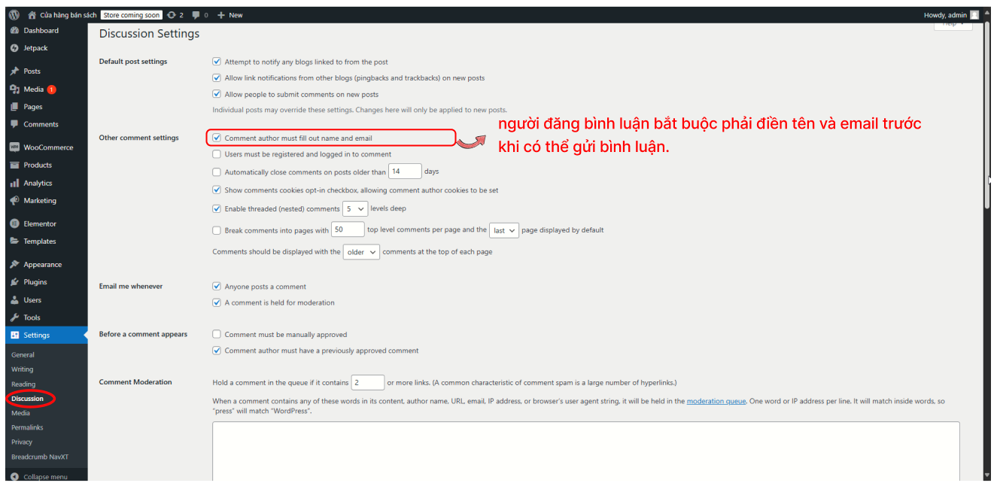 Cửa hàng bán sách Store coming soon 2 0 New Howdy, admin
Help
Dashboard
Jetpack
Posts
Media 1
Pages
Comments
WooCommerce
Products
Analytics
Marketing
Elementor
Templates
Appearance
Plugins
Users
Tools
Settings
General
Writing
Reading
Discussion
Media
Permalinks
Privacy
Breadcrumb NavXT
Collapse menu
Discussion Settings
Default post settings
Attempt to notify any blogs linked to from the post
Allow link notifications from other blogs (pingbacks and trackbacks) on new posts
Allow people to submit comments on new posts
Individual posts may override these settings. Changes here will only be applied to new posts.
Other comment settings
Comment author must fill out name and email
người đăng bình luận bắt buộc phải điền tên và email trước
khi có thể gửi bình luận.
Users must be registered and logged in to comment
Automatically close comments on posts older than 14 days
Show comments cookies opt-in checkbox, allowing comment author cookies to be set
Enable threaded (nested) comments 5 levels deep
Break comments into pages with 50 top level comments per page and the last page displayed by default
Comments should be displayed with the older comments at the top of each page
Email me whenever
Anyone posts a comment
A comment is held for moderation
Before a comment appears
Comment must be manually approved
Comment author must have a previously approved comment
Comment Moderation
Hold a comment in the queue if it contains 2 or more links. (A common characteristic of comment spam is a large number of hyperlinks.)
When a comment contains any of these words in its content, author name, URL, email, IP address, or browser's user agent string, it will be held in the moderation queue. One word or IP address per line. It will match inside words, so
"press" will match "WordPress".